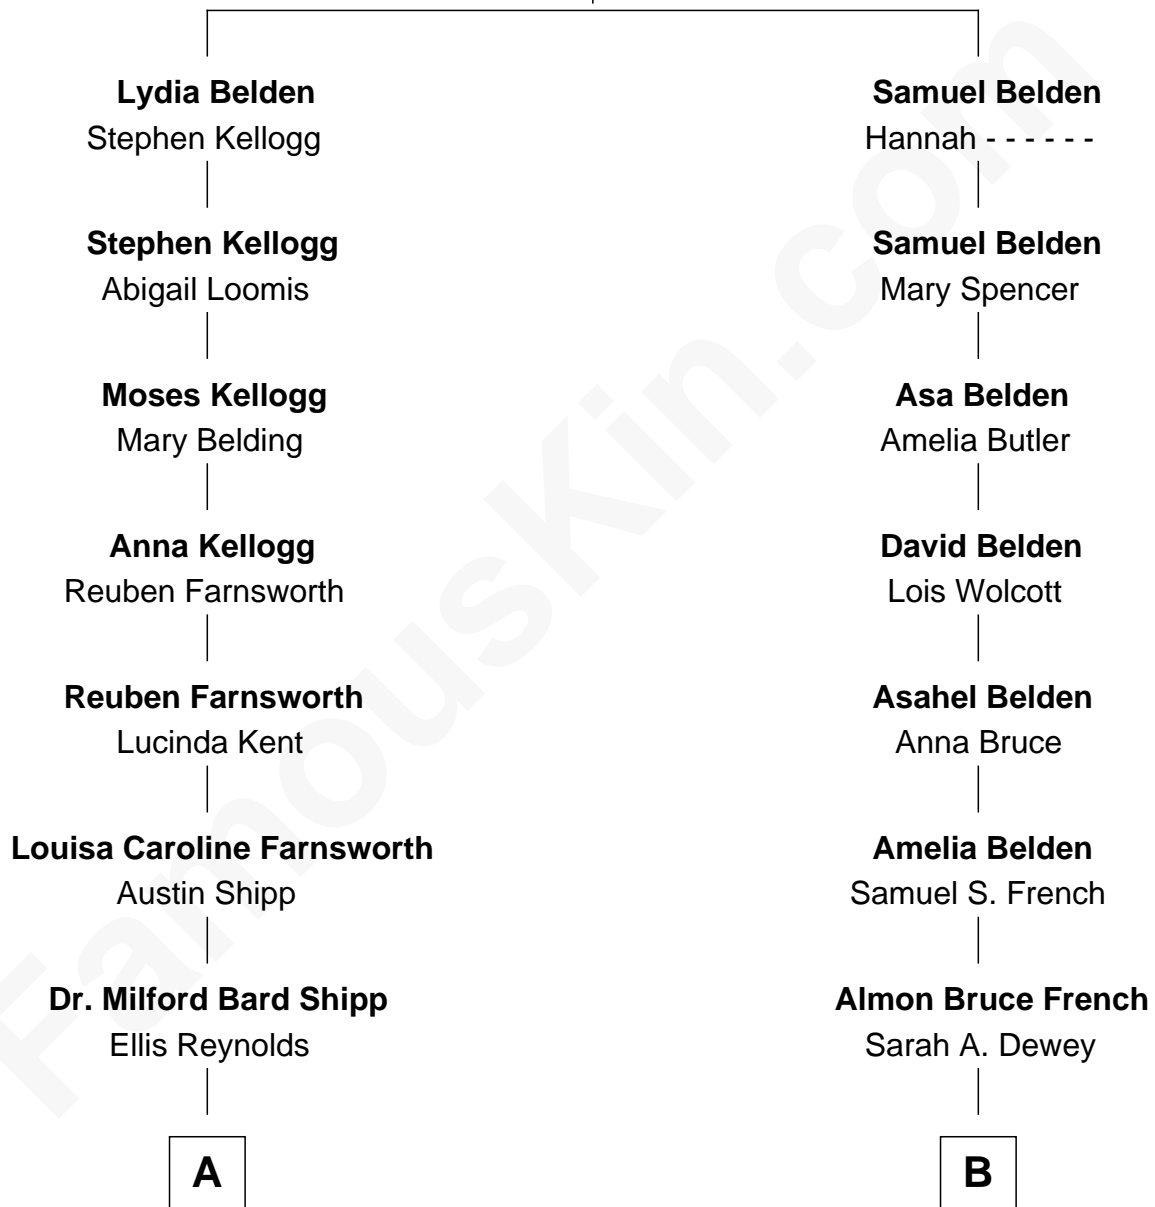 Lydia Belden
Stephen Kellogg
Stephen Kellogg
Abigail Loomis
Moses Kellogg
Mary Belding
Anna Kellogg
Reuben Farnsworth
Reuben Farnsworth
Lucinda Kent
Louisa Caroline Farnsworth
Austin Shipp
Dr. Milford Bard Shipp
Ellis Reynolds
A
Samuel Belden
Hannah - - - - - -
Samuel Belden
Mary Spencer
Asa Belden
Amelia Butler
David Belden
Lois Wolcott
Asahel Belden
Anna Bruce
Amelia Belden
Samuel S. French
Almon Bruce French
Sarah A. Dewey
B
FamousKin.com